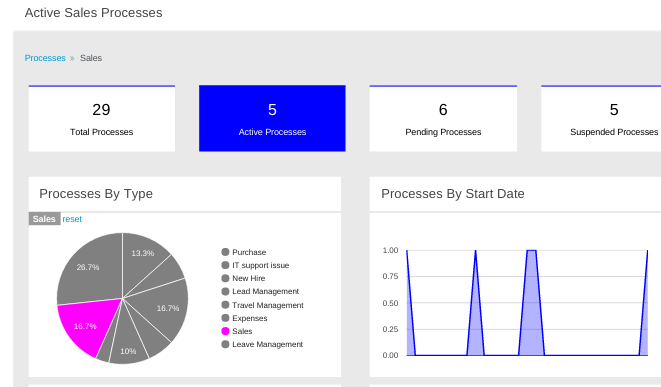 Active Sales Processes
Processes » Sales
29
Total Processes
5
Active Processes
6
Pending Processes
5
Suspended Processes
Processes By Type
Sales reset
13.3%
26.7%
16.7%
16.7%
10%
Purchase
IT support issue
New Hire
Lead Management
Travel Management
Expenses
Sales
Leave Management
Processes By Start Date
1.00
0.75
0.50
0.25
0.00